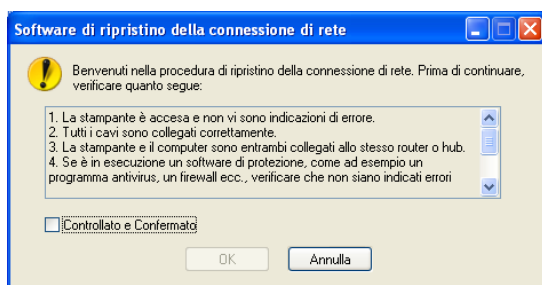 Software di ripristino della connessione di rete
Benvenuti nella procedura di ripristino della connessione di rete. Prima di continuare,
verificare quanto segue:
1. La stampante è accesa e non vi sono indicazioni di errore.
2. Tutti i cavi sono collegati correttamente.
3. La stampante e il computer sono entrambi collegati allo stesso router o hub.
4. Se è in esecuzione un software di protezione, come ad esempio un
programma antivirus, un firewall ecc., verificare che non siano indicati errori
Controllato e Confermato
OK
Annulla